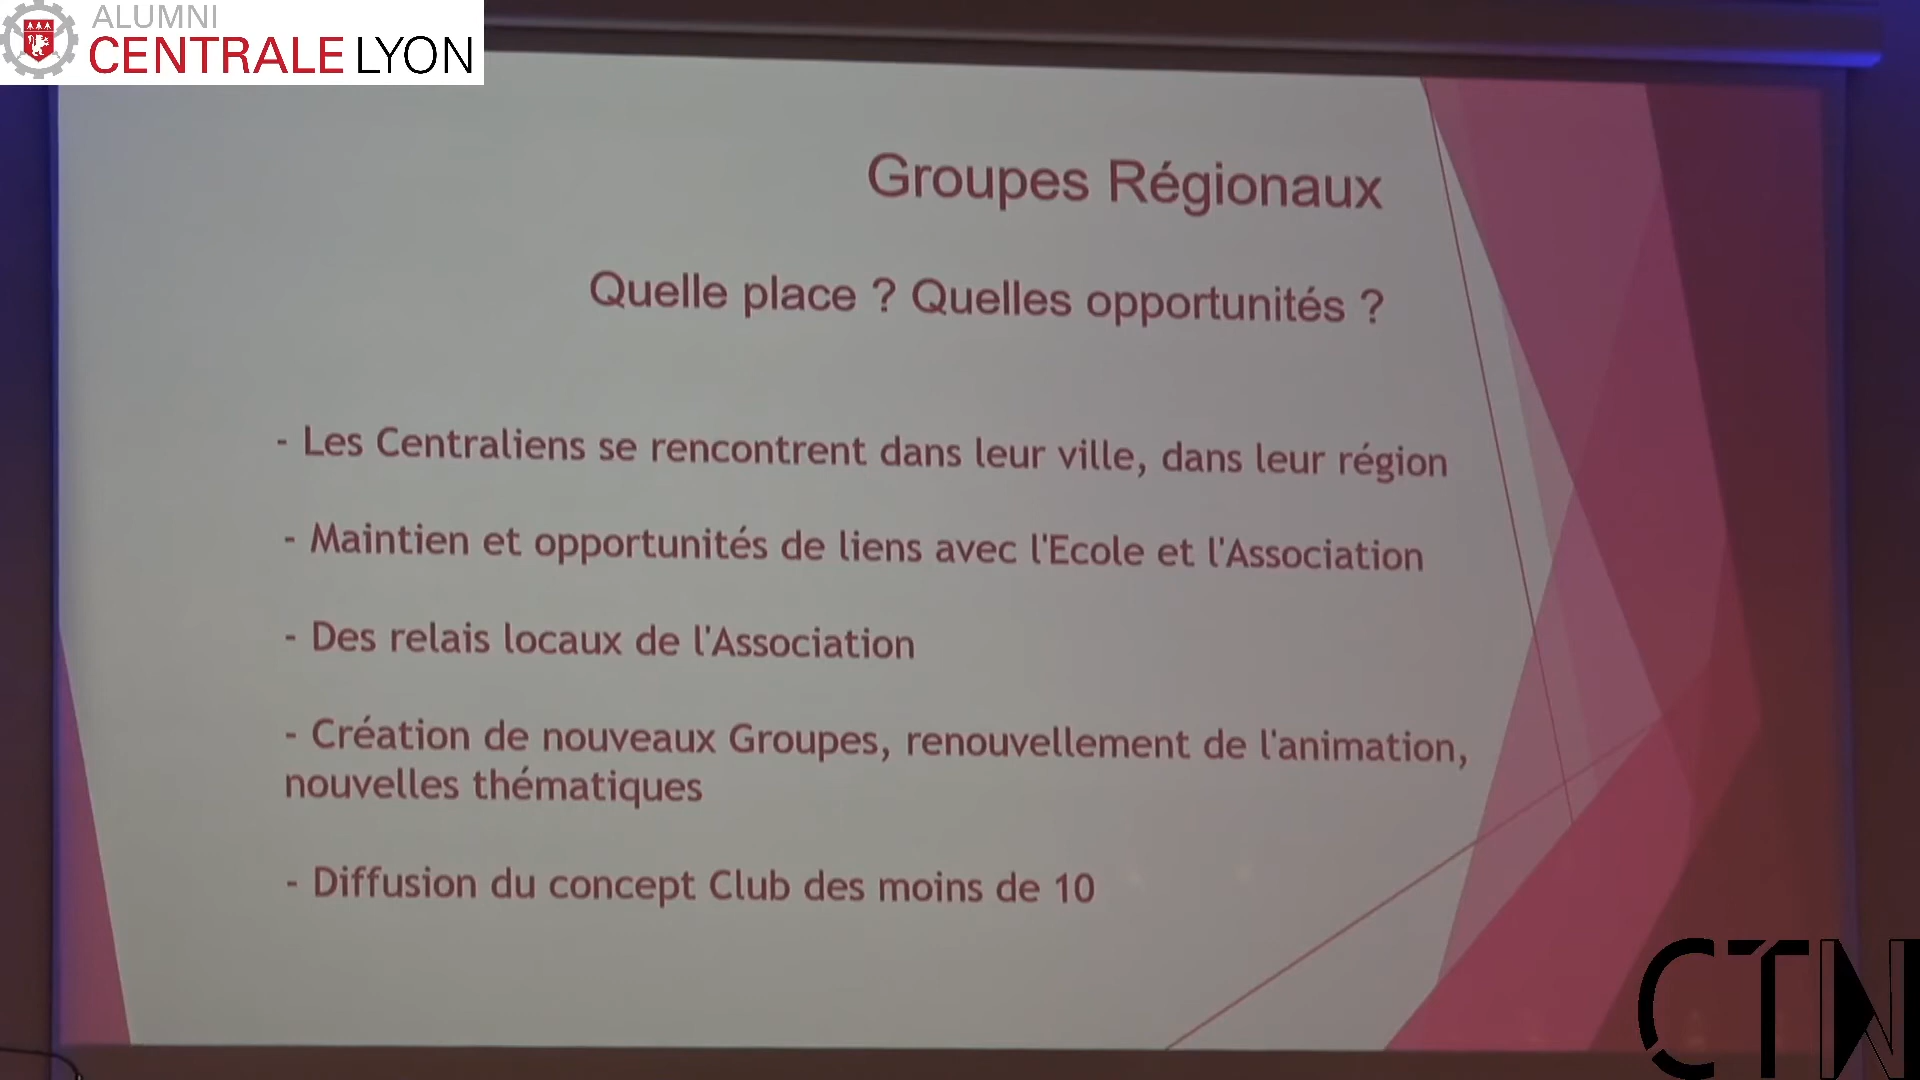 ALUMNI
CENTRALE LYON
Groupes Régionaux
Quelle place ? Quelles opportunités ?
- Les Centraliens se rencontrent dans leur ville, dans leur région
- Maintien et opportunités de liens avec l'Ecole et l'Association
- Des relais locaux de l'Association
- Création de nouveaux Groupes, renouvellement de l'animation,
nouvelles thématiques
- Diffusion du concept Club des moins de 10
CTN